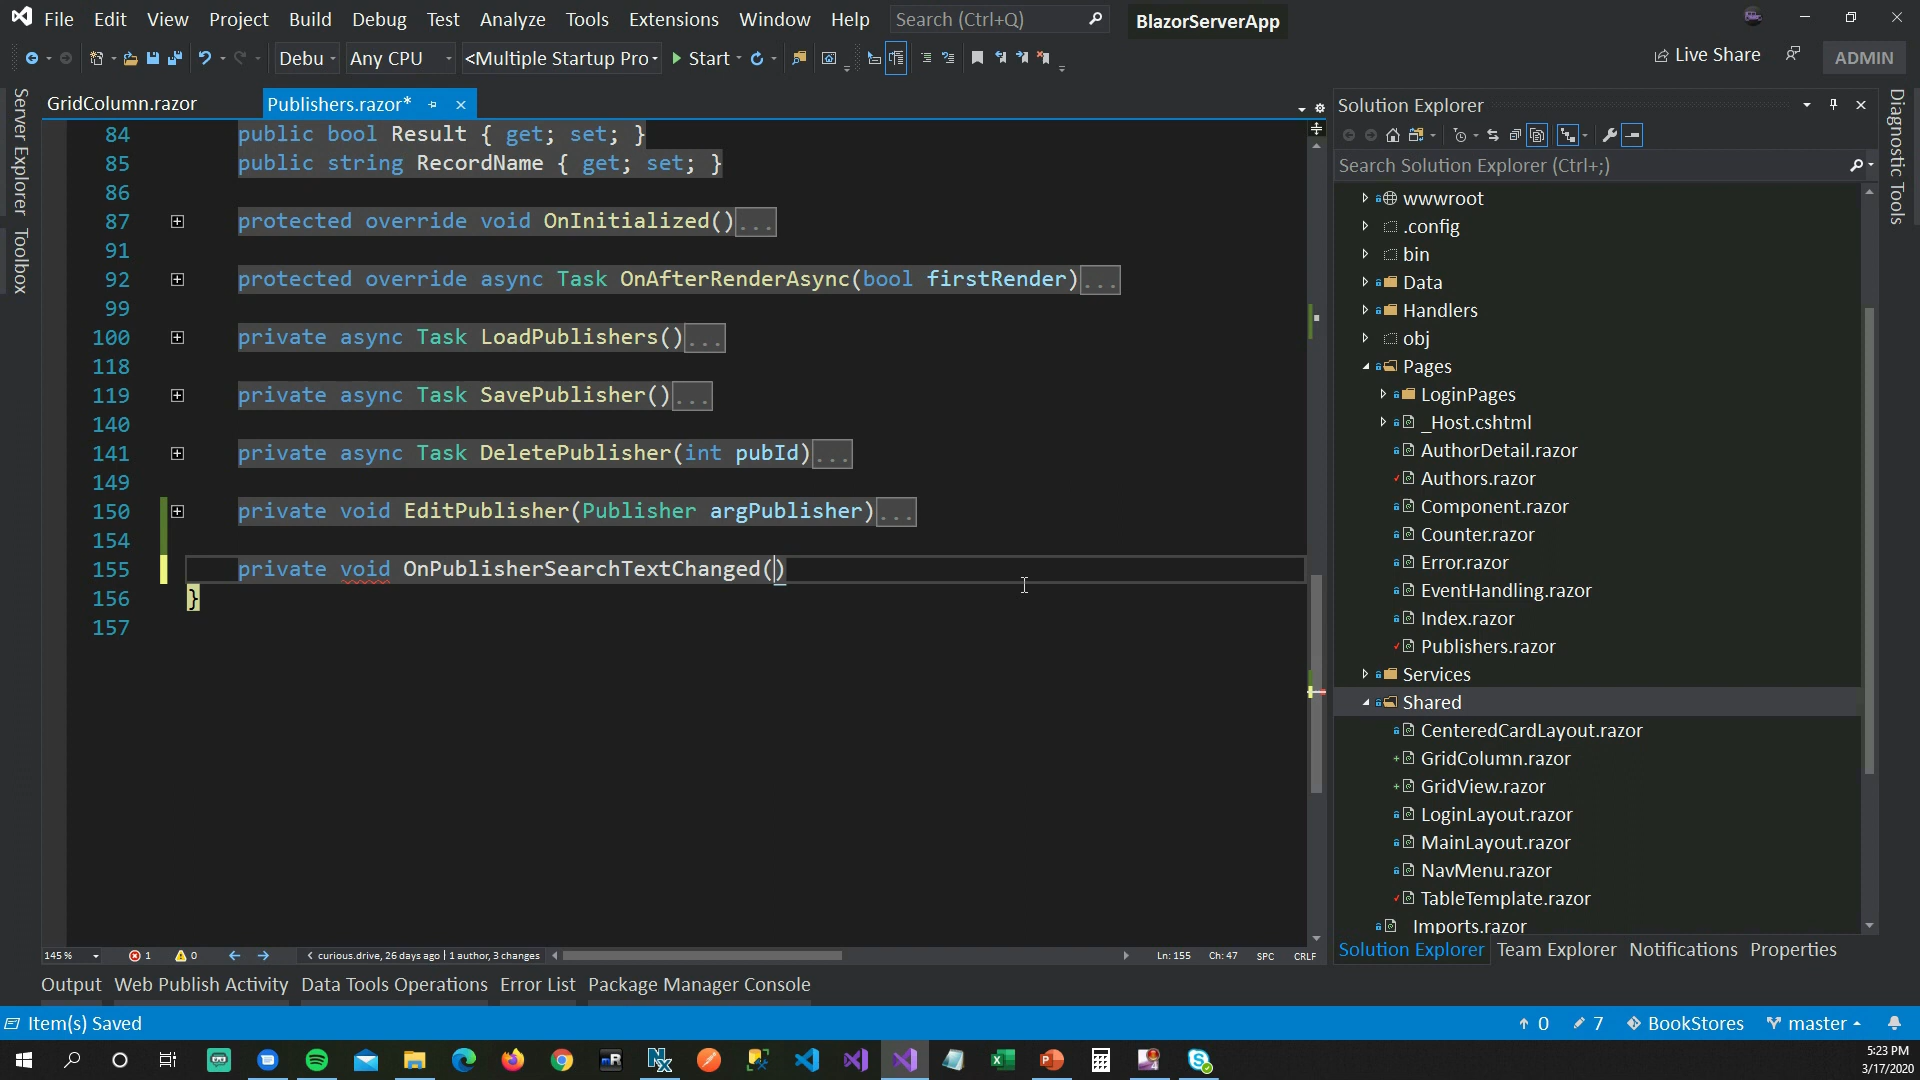 File Edit View Project Build Debug Test Analyze Tools Extensions Window Help Search (Ctrl+Q) BlazorServerApp
Debu Any CPU <Multiple Startup Pro Start Live Share ADMIN
Server Explorer
Toolbox
GridColumn.razor Publishers.razor*
84 public bool Result { get; set; }
85 public string RecordName { get; set; }
86
87 protected override void OnInitialized()...
91
92 protected override async Task OnAfterRenderAsync(bool firstRender)...
99
100 private async Task LoadPublishers()...
118
119 private async Task SavePublisher()...
140
141 private async Task DeletePublisher(int pubId)...
149
150 private void EditPublisher(Publisher argPublisher)...
154
155 private void OnPublisherSearchTextChanged()
156 }
157
145 % 1 0 curious.drive, 26 days ago | 1 author, 3 changes Ln: 155 Ch: 47 SPC CRLF
Output Web Publish Activity Data Tools Operations Error List Package Manager Console
Solution Explorer
Search Solution Explorer (Ctrl+;)
wwwroot
.config
bin
Data
Handlers
obj
Pages
LoginPages
_Host.cshtml
AuthorDetail.razor
Authors.razor
Component.razor
Counter.razor
Error.razor
EventHandling.razor
Index.razor
Publishers.razor
Services
Shared
CenteredCardLayout.razor
GridColumn.razor
GridView.razor
LoginLayout.razor
MainLayout.razor
NavMenu.razor
TableTemplate.razor
_Imports.razor
Solution Explorer Team Explorer Notifications Properties
Diagnostic Tools
Item(s) Saved 0 7 BookStores master
5:23 PM
3/17/2020